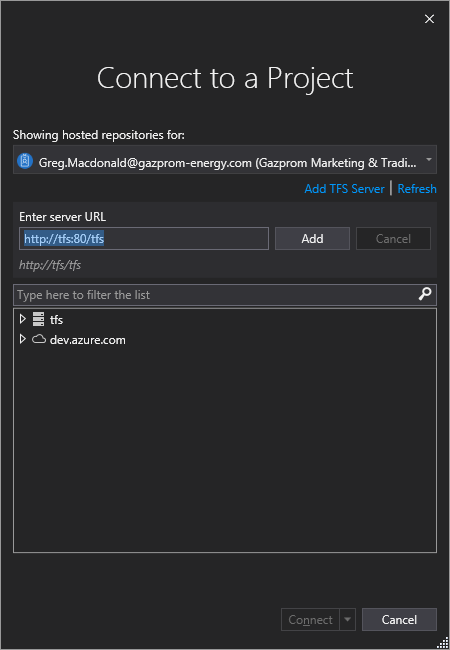 Connect to a Project
Showing hosted repositories for:
Greg.Macdonald@gazprom-energy.com (Gazprom Marketing & Tradi...
Add TFS Server | Refresh
Enter server URL
http://tfs:80/tfs
Add
Cancel
http://tfs/tfs
Type here to filter the list
tfs
dev.azure.com
Connect
Cancel